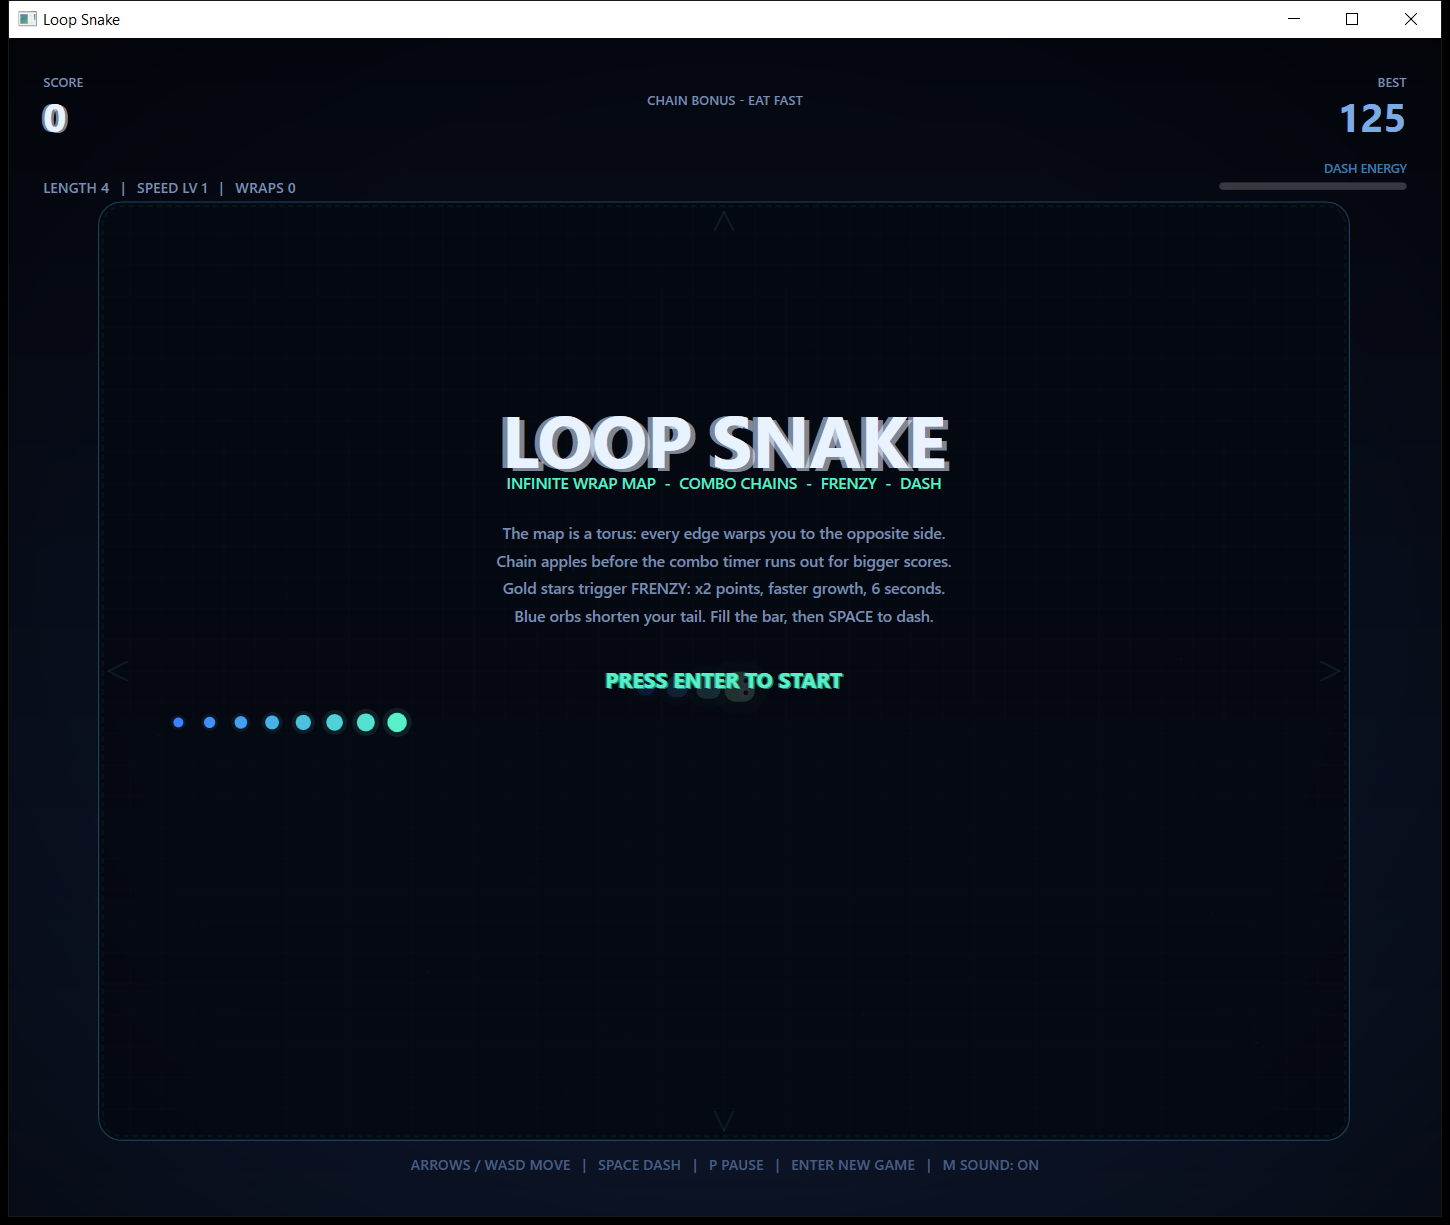 Loop Snake
SCORE
0
CHAIN BONUS - EAT FAST
BEST
125
DASH ENERGY
LENGTH 4 | SPEED LV 1 | WRAPS 0
LOOP SNAKE
INFINITE WRAP MAP - COMBO CHAINS - FRENZY - DASH
The map is a torus: every edge warps you to the opposite side.
Chain apples before the combo timer runs out for bigger scores.
Gold stars trigger FRENZY: x2 points, faster growth, 6 seconds.
Blue orbs shorten your tail. Fill the bar, then SPACE to dash.
PRESS ENTER TO START
ARROWS / WASD MOVE | SPACE DASH | P PAUSE | ENTER NEW GAME | M SOUND: ON